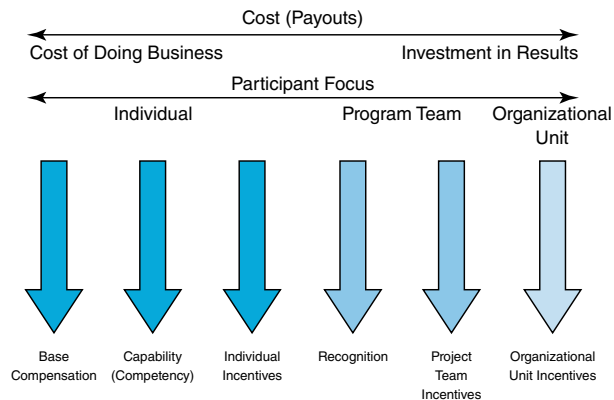 Cost (Payouts)
Cost of Doing Business
Investment in Results
Participant Focus
Individual
Program Team
Organizational
Unit
Base
Compensation
Capability
(Competency)
Individual
Incentives
Recognition
Project
Team
Incentives
Organizational
Unit Incentives